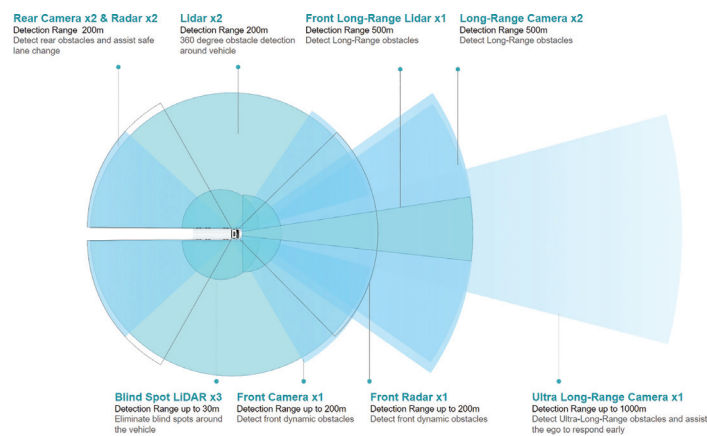 Rear Camera x2 & Radar x2
Detection Range 200m
Detect rear obstacles and assist safe
lane change
Lidar x2
Detection Range 200m
360 degree obstacle detection
around vehicle
Front Long-Range Lidar x1
Detection Range 500m
Detect Long-Range obstacles
Long-Range Camera x2
Detection Range 500m
Detect Long-Range obstacles
Blind Spot LiDAR x3
Detection Range up to 30m
Eliminate blind spots around
the vehicle
Front Camera x1
Detection Range up to 200m
Detect front dynamic obstacles
Front Radar x1
Detection Range up to 200m
Detect front dynamic obstacles
Ultra Long-Range Camera x1
Detection Range up to 1000m
Detect Ultra-Long-Range obstacles and assist
the ego to respond early